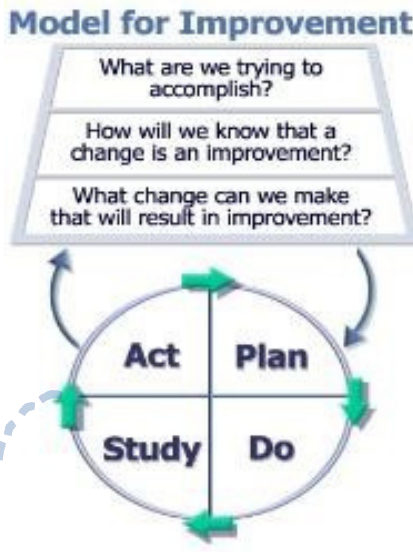 Model for Improvement
What are we trying to
accomplish?
How will we know that a
change is an improvement?
What change can we make
that will result in improvement?
Act Plan
Study Do